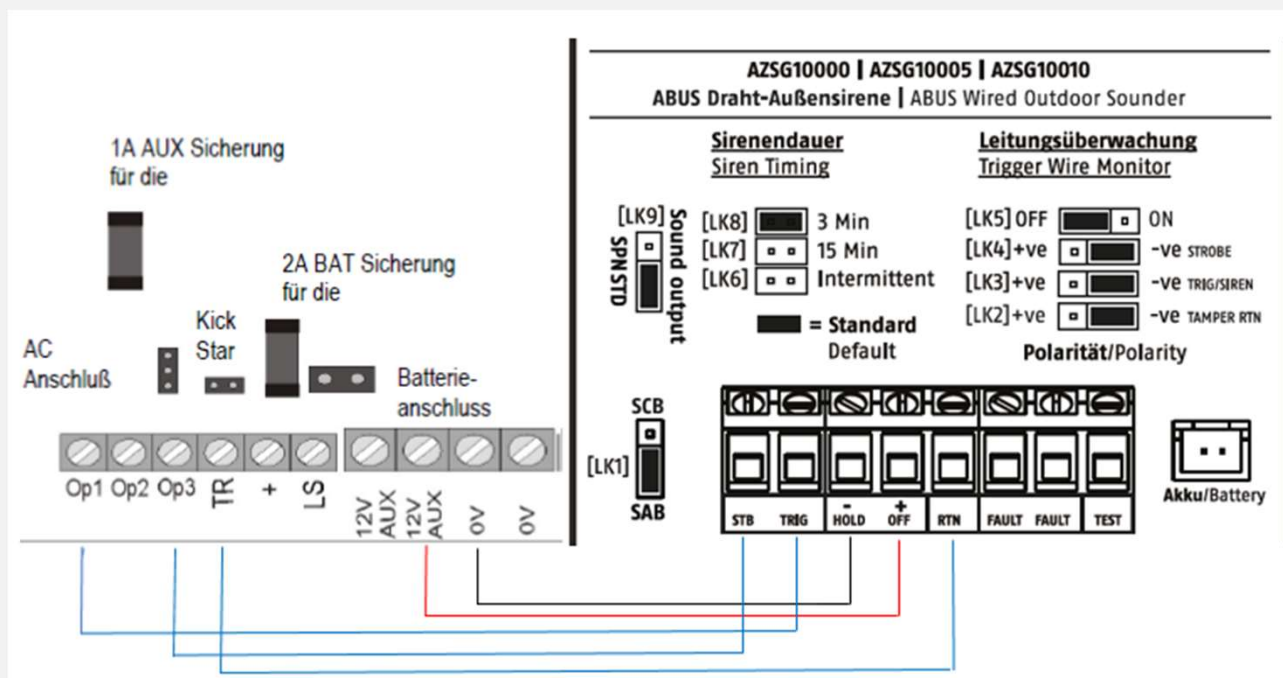 1A AUX Sicherung
für die
2A BAT Sicherung
für die
Kick
Star
AC
Anschluß
Batterie-
anschluss
Op1 Op2 Op3 TR + LS 12V AUX 12V AUX 0V 0V
AZSG10000 | AZSG10005 | AZSG10010
ABUS Draht-Außensirene | ABUS Wired Outdoor Sounder
Sirenendauer
Siren Timing
Leitungsüberwachung
Trigger Wire Monitor
[LK9]
Sound output
SPN STD
[LK8] 3 Min
[LK7] 15 Min
[LK6] Intermittent
= Standard
Default
[LK5] OFF ON
[LK4] +ve -ve STROBE
[LK3] +ve -ve TRIG/SIREN
[LK2] +ve -ve TAMPER RTN
Polarität/Polarity
SCB
[LK1]
SAB
- +
STB TRIG HOLD OFF RTN FAULT FAULT TEST
Akku/Battery